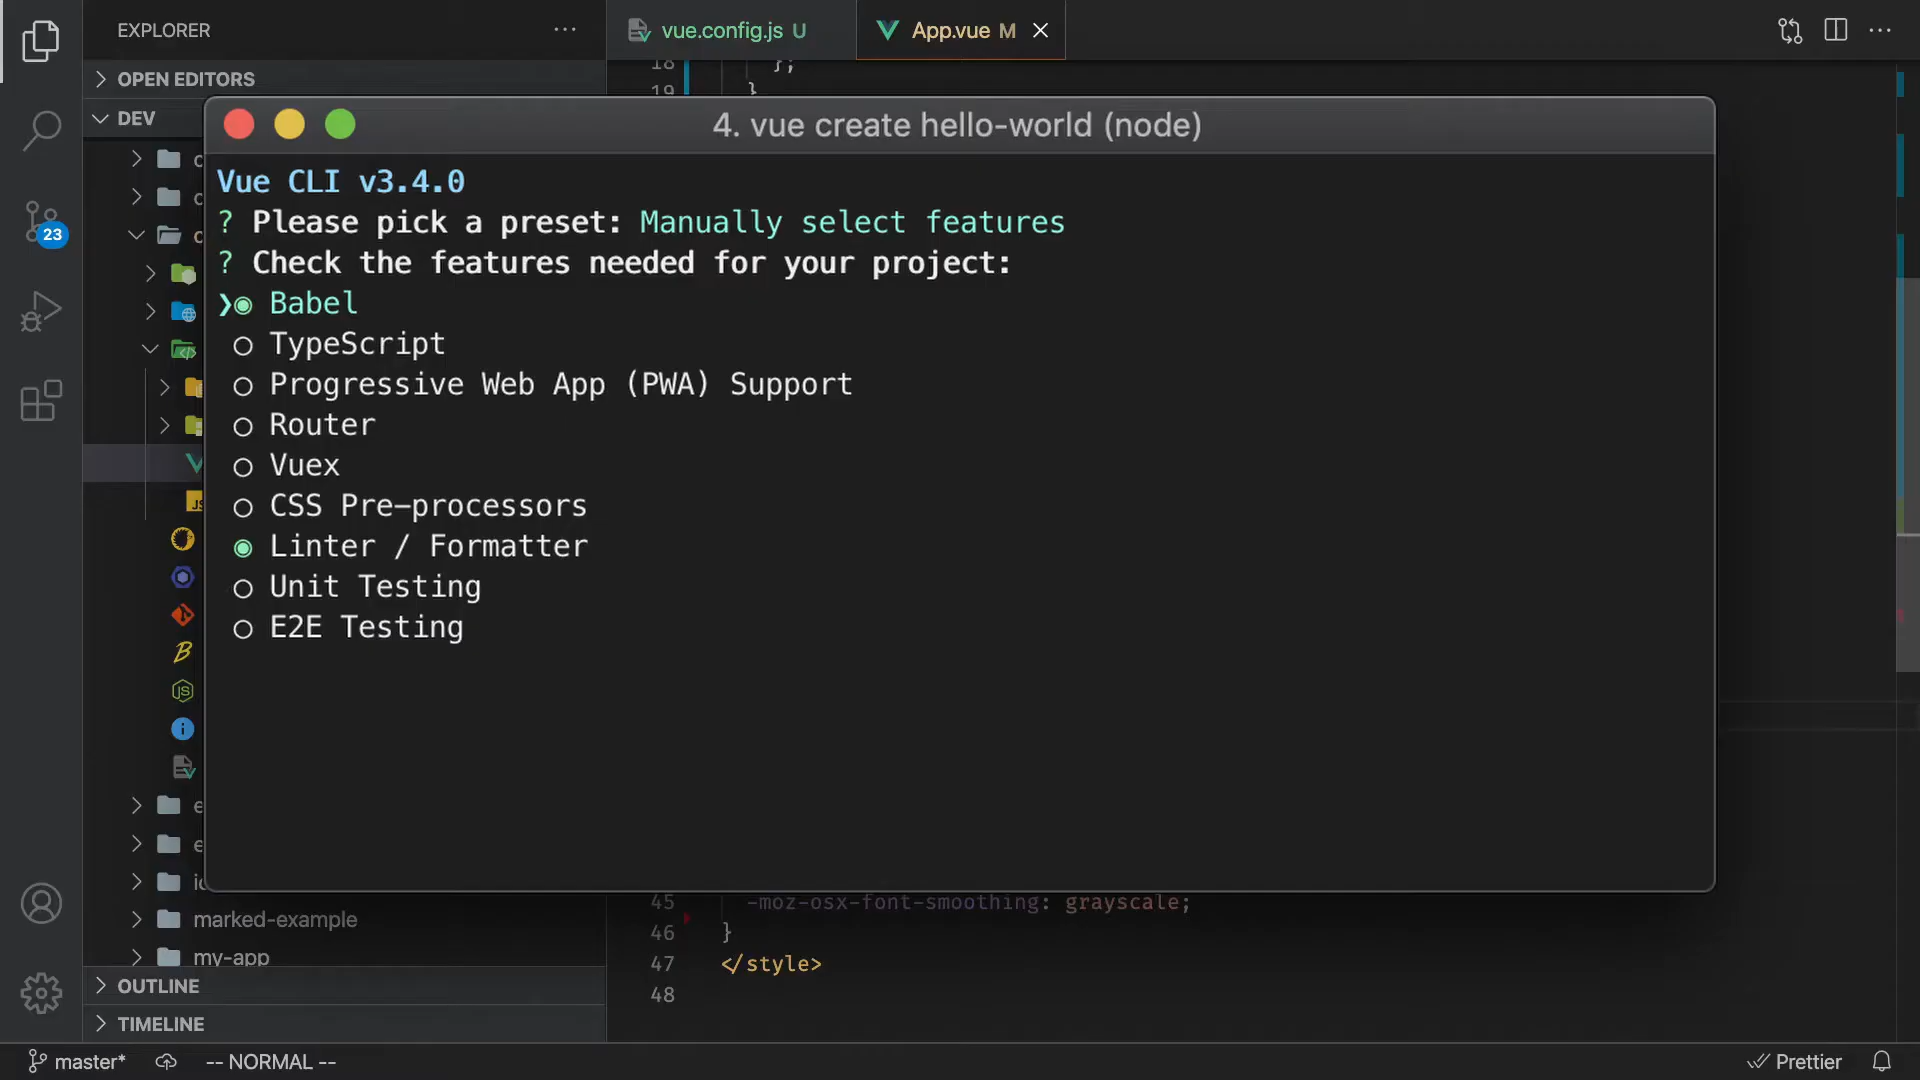 EXPLORER
vue.config.js U
App.vue M
OPEN EDITORS
DEV
18 };
19 }
4. vue create hello-world (node)
Vue CLI v3.4.0
? Please pick a preset: Manually select features
? Check the features needed for your project:
❯◉ Babel
◯ TypeScript
◯ Progressive Web App (PWA) Support
◯ Router
◯ Vuex
◯ CSS Pre-processors
◉ Linter / Formatter
◯ Unit Testing
◯ E2E Testing
23
marked-example
my-app
OUTLINE
TIMELINE
45 -moz-osx-font-smoothing: grayscale;
46 }
47 </style>
48
master*
-- NORMAL --
Prettier